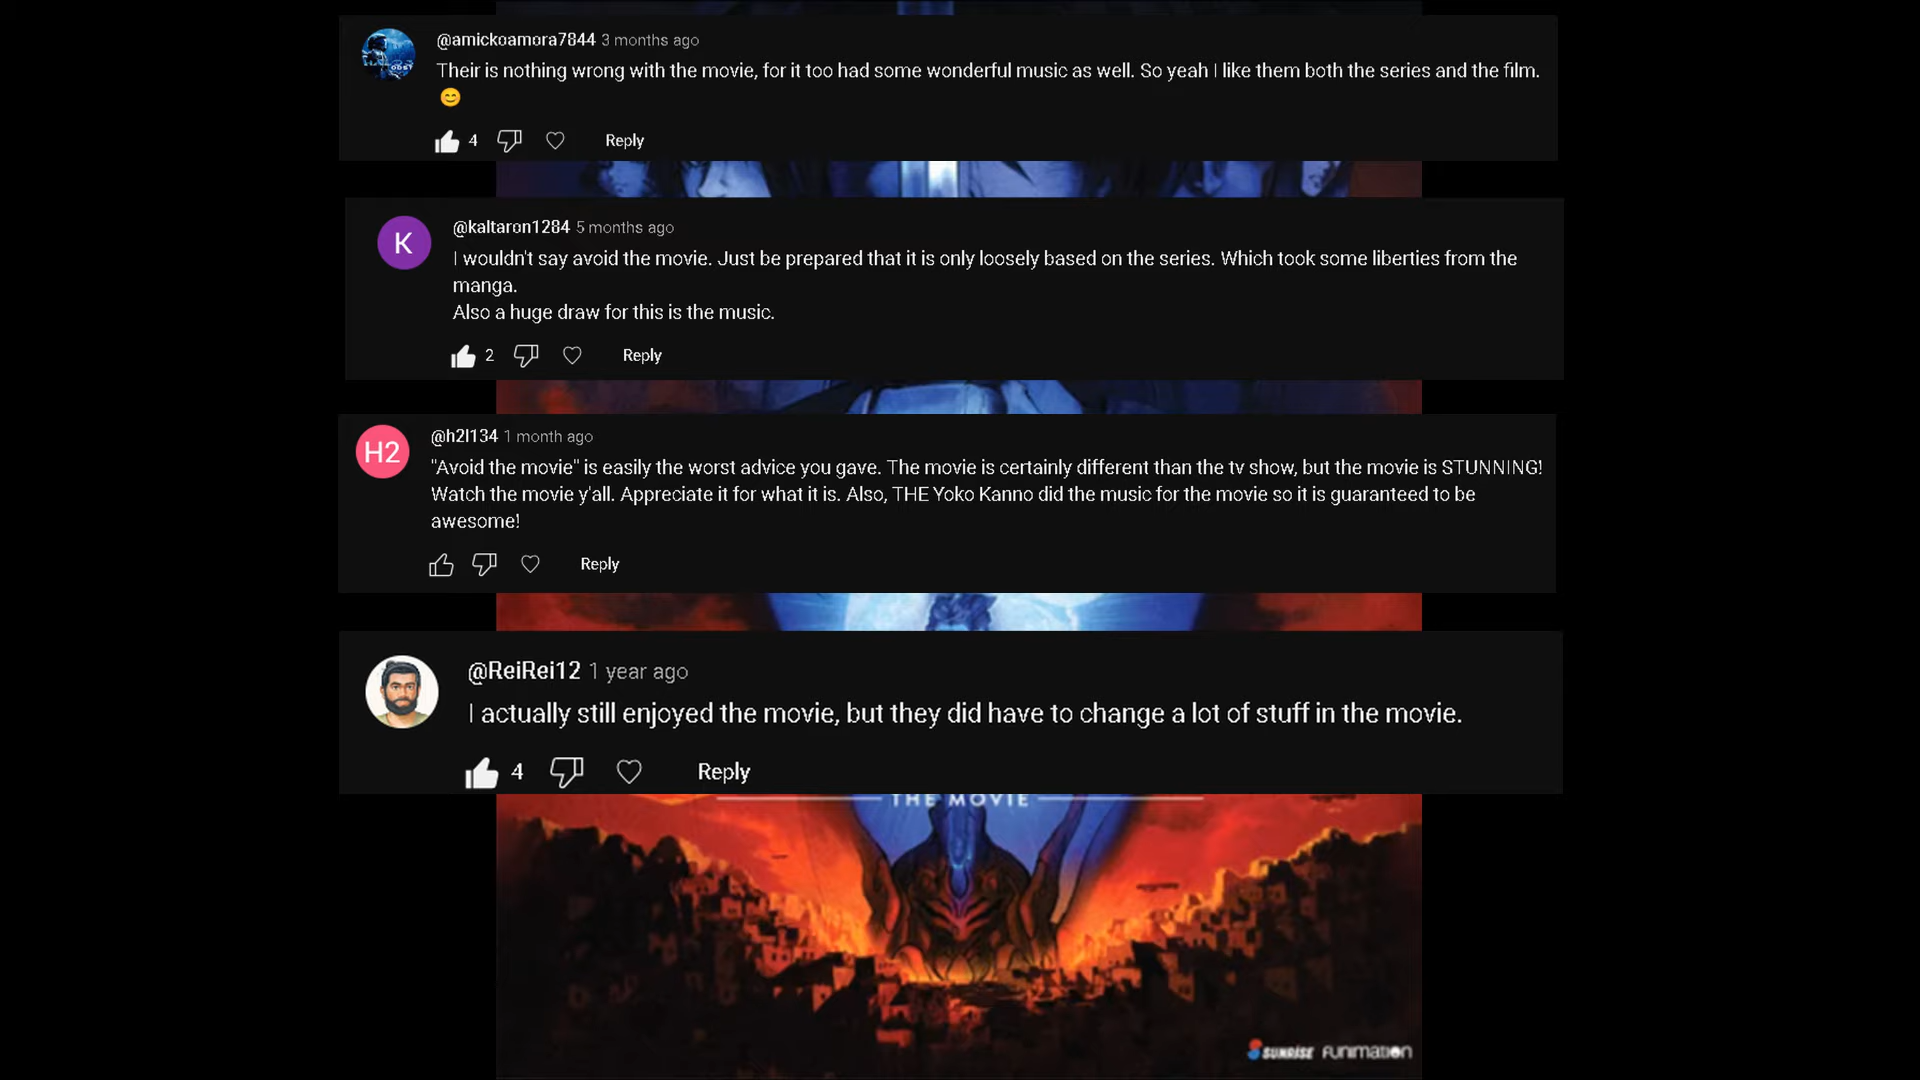 @amickoamora7844 3 months ago
Their is nothing wrong with the movie, for it too had some wonderful music as well. So yeah I like them both the series and the film.
😊
4 Reply
K
@kaltaron1284 5 months ago
I wouldn't say avoid the movie. Just be prepared that it is only loosely based on the series. Which took some liberties from the
manga.
Also a huge draw for this is the music.
2 Reply
H2
@h2l134 1 month ago
"Avoid the movie" is easily the worst advice you gave. The movie is certainly different than the tv show, but the movie is STUNNING!
Watch the movie y'all. Appreciate it for what it is. Also, THE Yoko Kanno did the music for the movie so it is guaranteed to be
awesome!
Reply
@ReiRei12 1 year ago
I actually still enjoyed the movie, but they did have to change a lot of stuff in the movie.
4 Reply
THE MOVIE
SUNRISE FUNIMATION